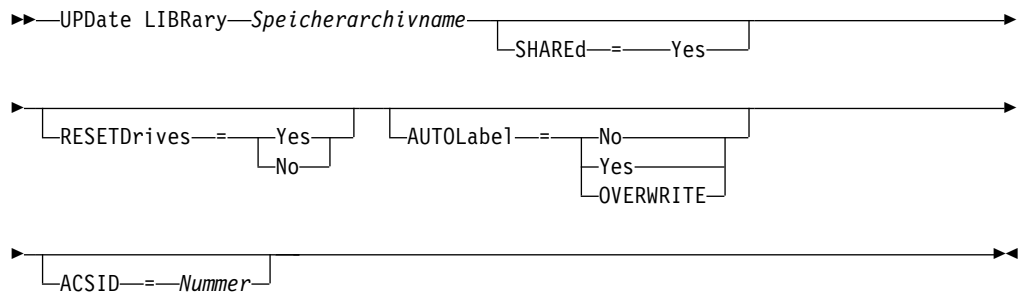 UPDate LIBRary Speicherarchivname
SHAREd = Yes
RESETDrives = Yes
No
AUTOLabel = No
Yes
OVERWRITE
ACSID = Nummer